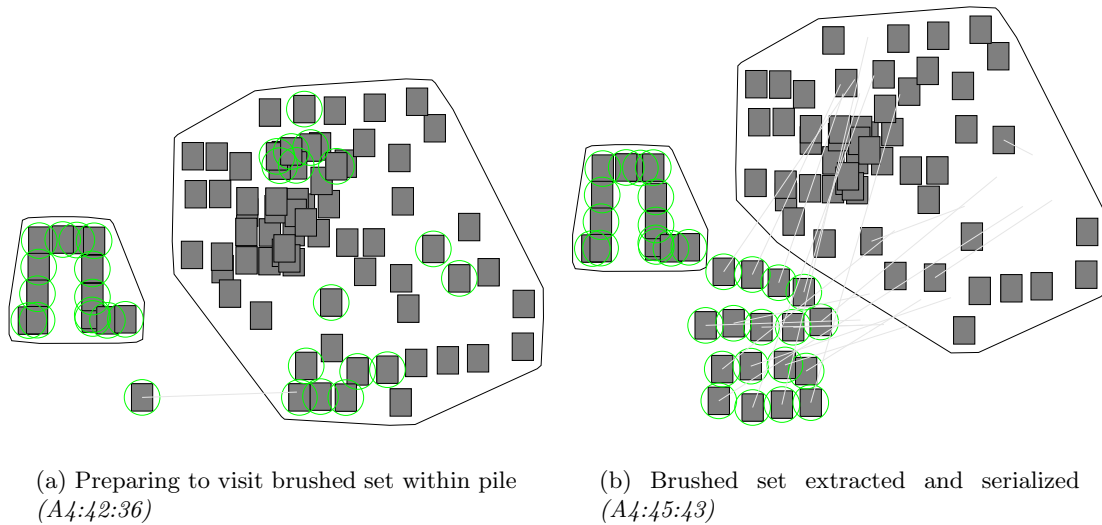 (a) Preparing to visit brushed set within pile
(A4:42:36)
(b) Brushed set extracted and serialized
(A4:45:43)